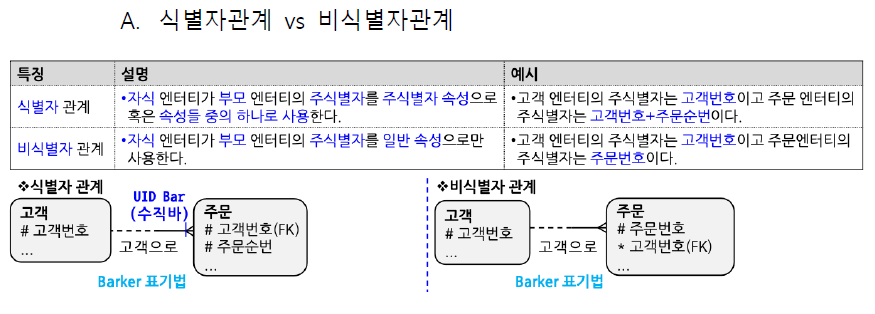 A. 식별자관계 vs 비식별자관계
특징 설명 예시
식별자 관계
•자식 엔터티가 부모 엔터티의 주식별자를 주식별자 속성으로
혹은 속성들 중의 하나로 사용한다.
•고객 엔터티의 주식별자는 고객번호이고 주문 엔터티의
주식별자는 고객번호+주문순번이다.
비식별자 관계
•자식 엔터티가 부모 엔터티의 주식별자를 일반 속성으로만
사용한다.
•고객 엔터티의 주식별자는 고객번호이고 주문엔터티의
주식별자는 주문번호이다.
❖식별자 관계
고객
# 고객번호
...
UID Bar
(수직바)
고객으로
주문
# 고객번호(FK)
# 주문순번
...
Barker 표기법
❖비식별자 관계
고객
# 고객번호
...
고객으로
주문
# 주문번호
* 고객번호(FK)
...
Barker 표기법